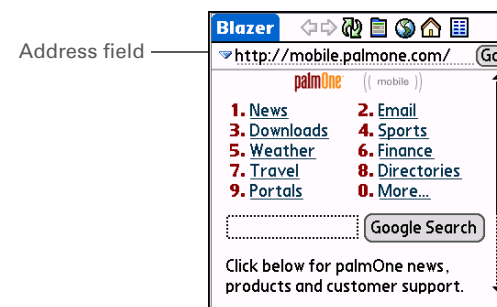 Blazer
Address field
http://mobile.palmone.com/ Go
palmOne (( mobile ))
1. News 2. Email
3. Downloads 4. Sports
5. Weather 6. Finance
7. Travel 8. Directories
9. Portals 0. More...
Google Search
Click below for palmOne news,
products and customer support.